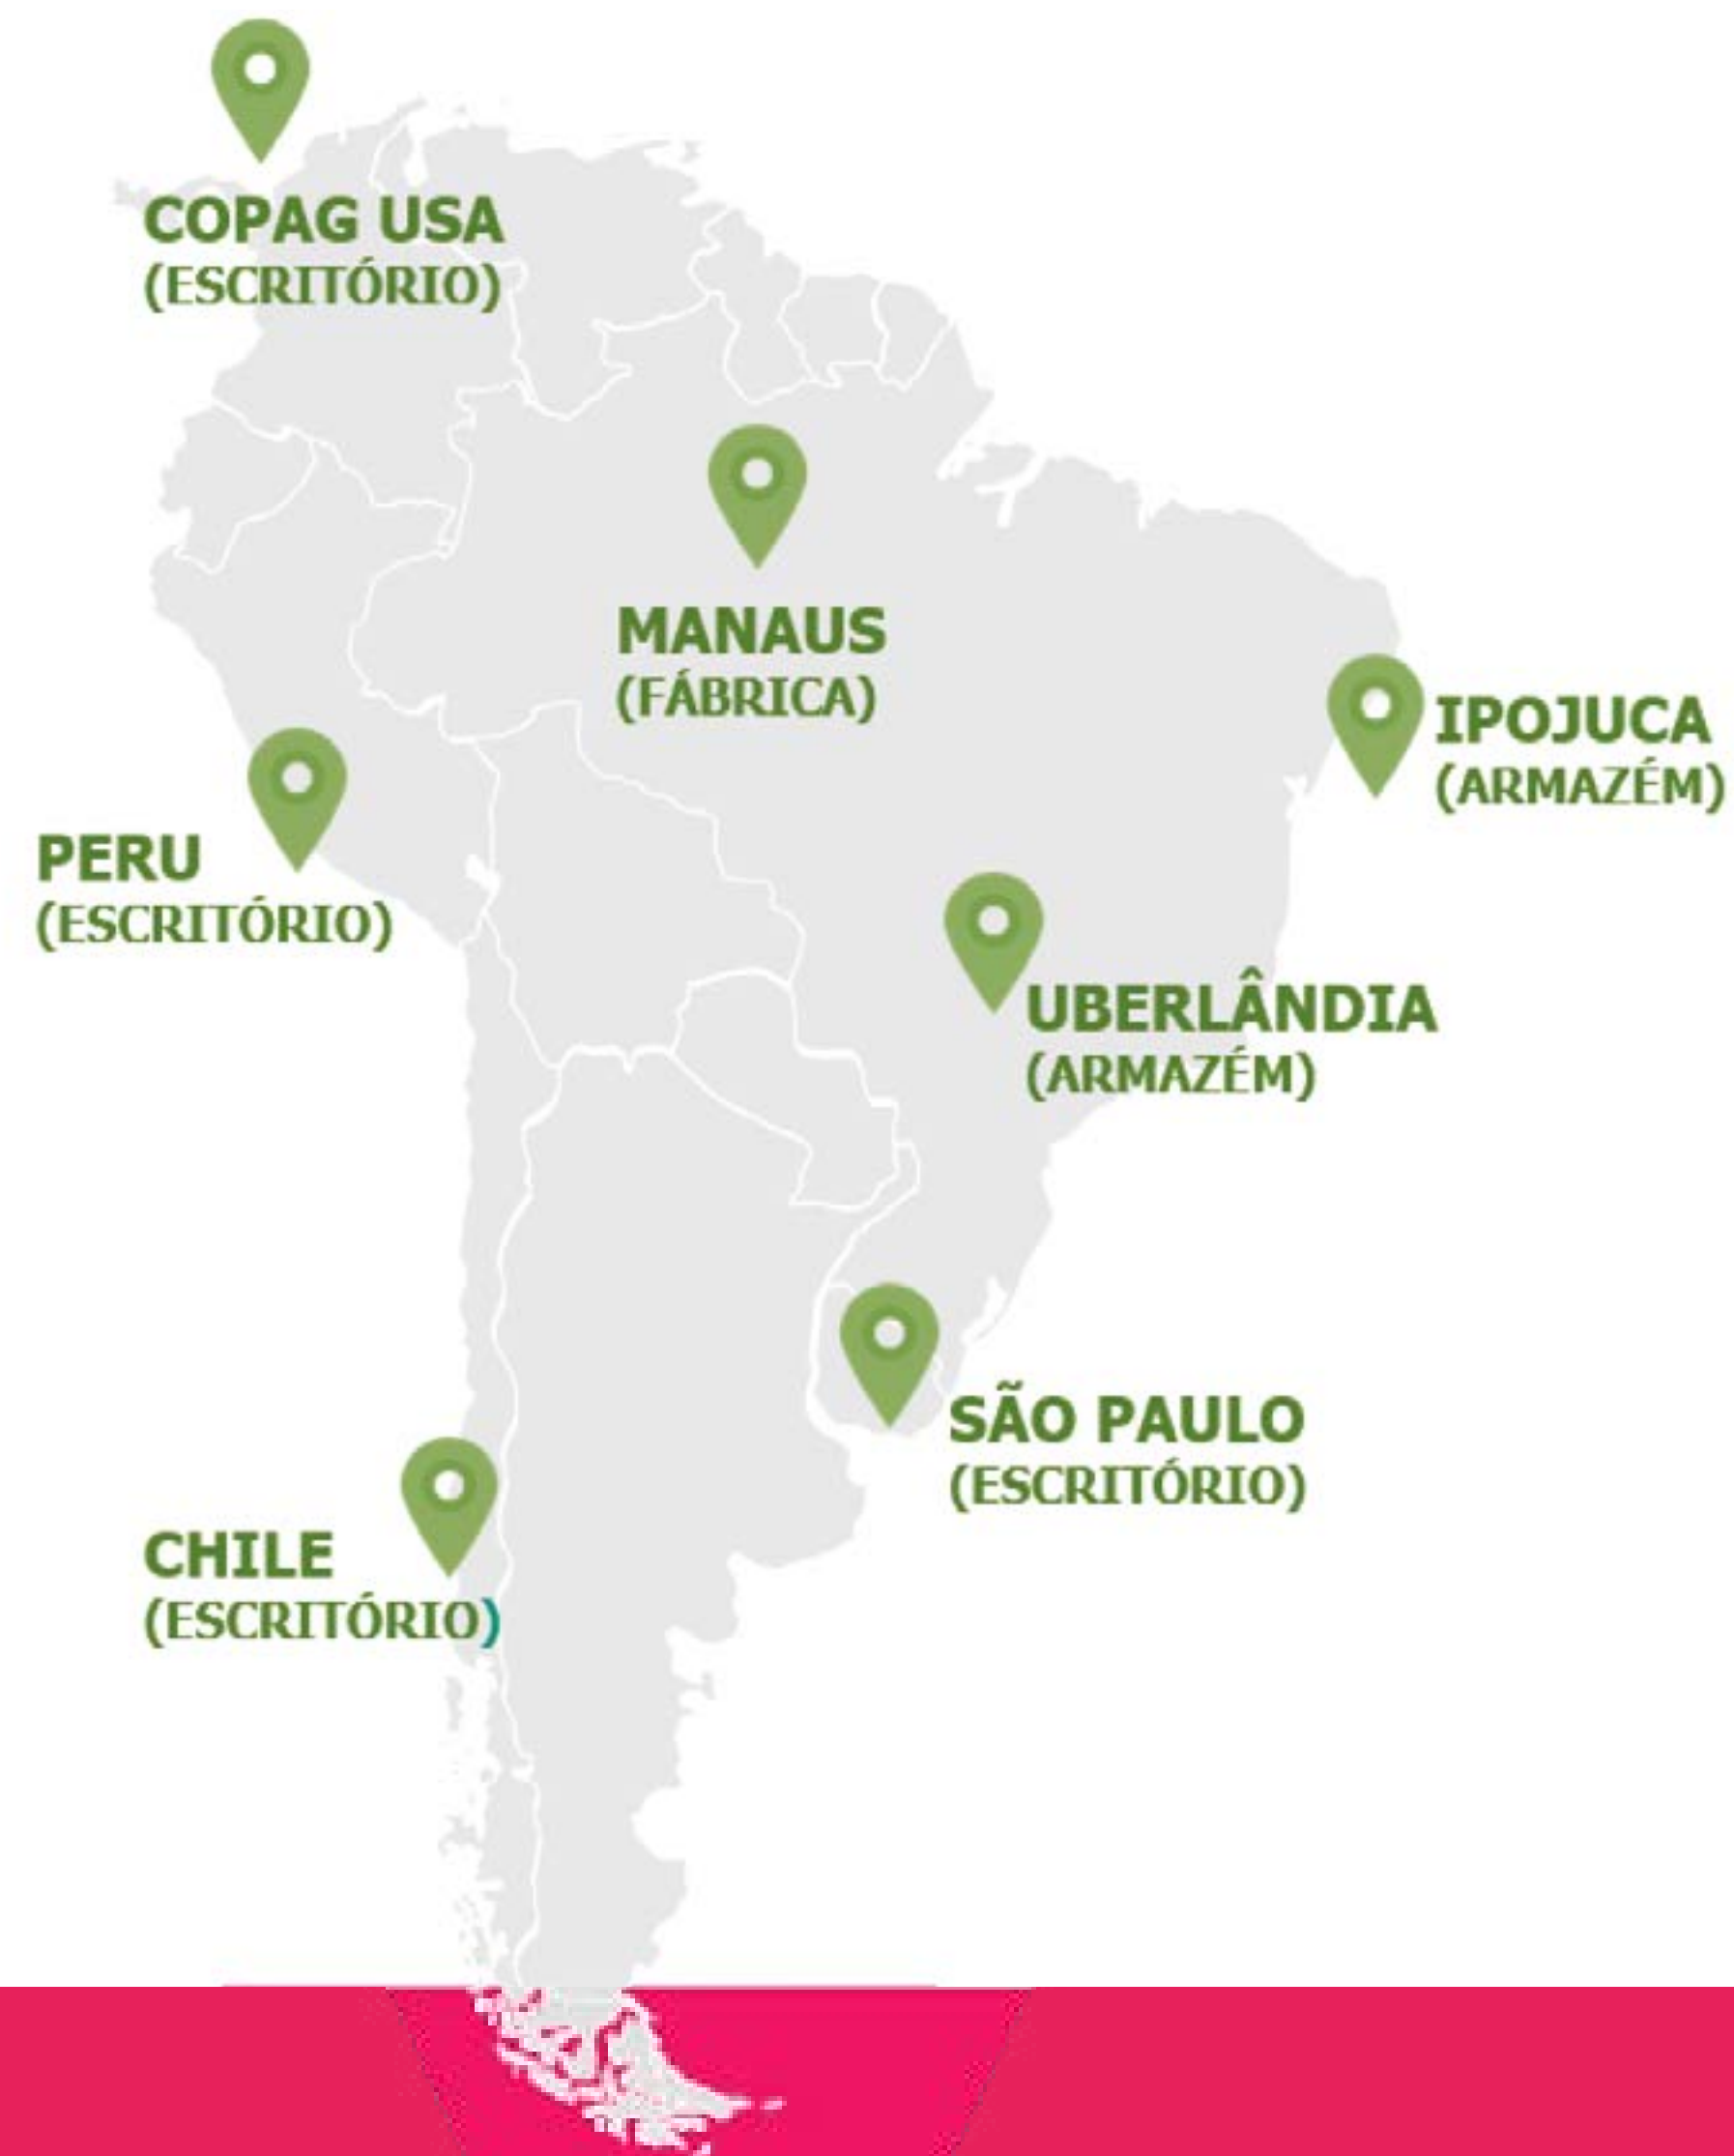 COPAG USA
(ESCRITÓRIO)
MANAUS
(FÁBRICA)
IPOJUCA
(ARMAZÉM)
PERU
(ESCRITÓRIO)
UBERLÂNDIA
(ARMAZÉM)
SÃO PAULO
(ESCRITÓRIO)
CHILE
(ESCRITÓRIO)